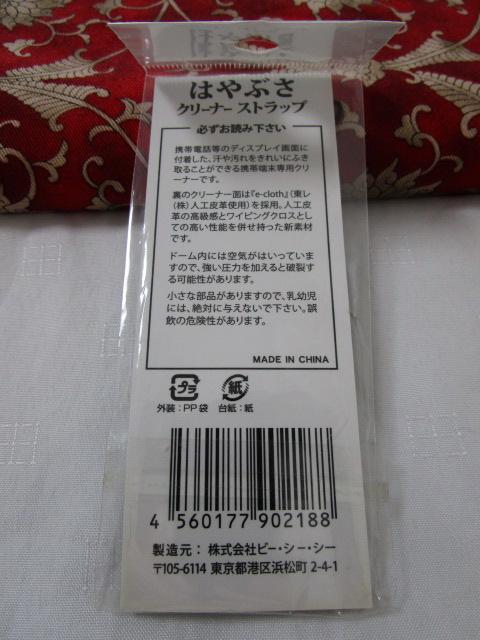 はやぶさ
クリーナー ストラップ
必ずお読み下さい
携帯電話等のディスプレイ画面に
付着した、汗や汚れをきれいにふき
取ることができる携帯端末専用クリ
ーナーです。
裏のクリーナー面は『e-cloth』(東レ
(株)人工皮革使用)を採用。人工皮
革の高級感とワイピングクロスとし
ての高い性能を併せ持った新素材
です。
ドーム内には空気がはいっていま
すので、強い圧力を加えると破裂す
る可能性があります。
小さな部品がありますので、乳幼児
には、絶対に与えないで下さい。誤
飲の危険性があります。
MADE IN CHINA
プラ 紙
外装:PP袋 台紙:紙
4 560177 902188
製造元:株式会社ビー・シー・シー
〒105-6114 東京都港区浜松町 2-4-1